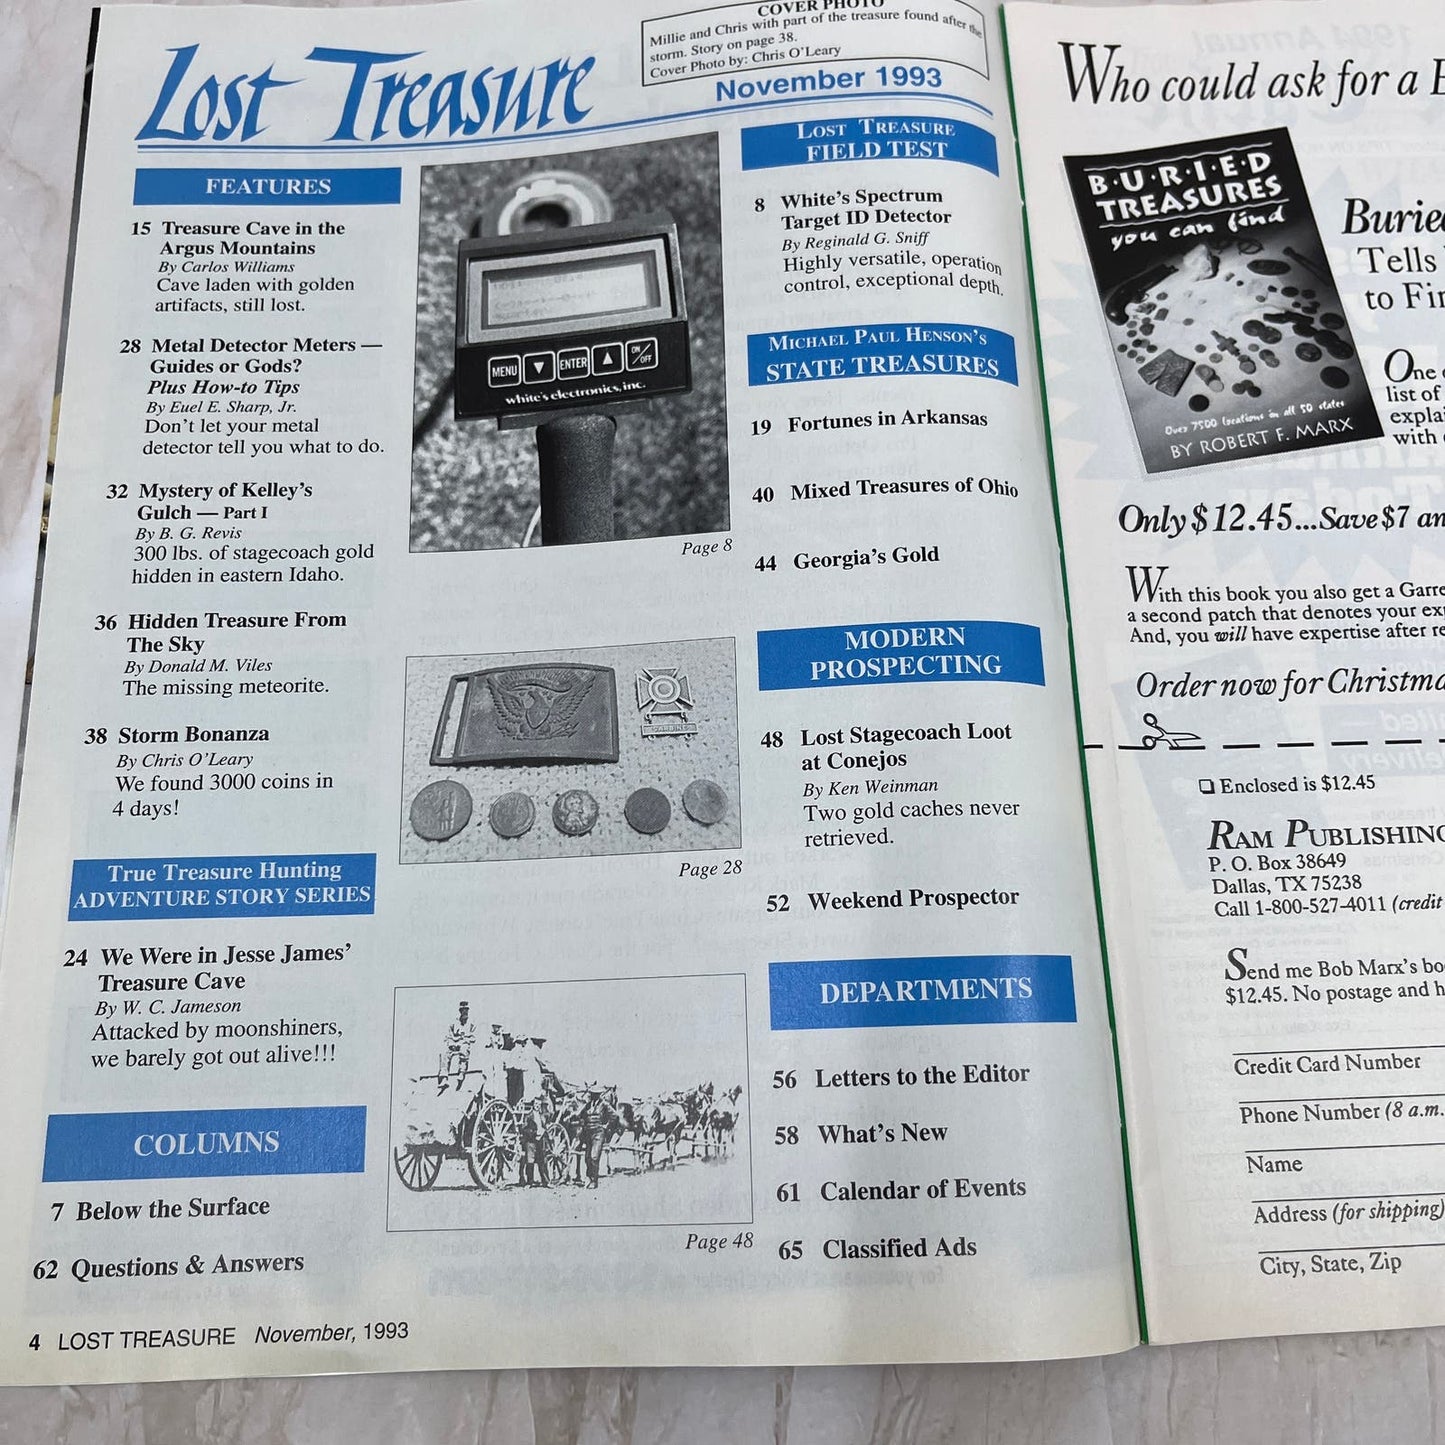 COVER PHOTO
Millie and Chris with part of the treasure found after the
storm. Story on page 38.
Cover Photo by: Chris O'Leary
Lost Treasure
November 1993
FEATURES
15 Treasure Cave in the
Argus Mountains
By Carlos Williams
Cave laden with golden
artifacts, still lost.
28 Metal Detector Meters —
Guides or Gods?
Plus How-to Tips
By Euel E. Sharp, Jr.
Don't let your metal
detector tell you what to do.
32 Mystery of Kelley's
Gulch — Part I
By B. G. Revis
300 lbs. of stagecoach gold
hidden in eastern Idaho.
36 Hidden Treasure From
The Sky
By Donald M. Viles
The missing meteorite.
38 Storm Bonanza
By Chris O'Leary
We found 3000 coins in
4 days!
True Treasure Hunting
ADVENTURE STORY SERIES
24 We Were in Jesse James'
Treasure Cave
By W. C. Jameson
Attacked by moonshiners,
we barely got out alive!!!
COLUMNS
7 Below the Surface
62 Questions & Answers
4 LOST TREASURE November, 1993
MENU
ENTER
ON/OFF
white's electronics, inc.
Page 8
CARBINE
Page 28
Page 48
LOST TREASURE
FIELD TEST
8 White's Spectrum
Target ID Detector
By Reginald G. Sniff
Highly versatile, operation
control, exceptional depth.
MICHAEL PAUL HENSON'S
STATE TREASURES
19 Fortunes in Arkansas
40 Mixed Treasures of Ohio
44 Georgia's Gold
MODERN
PROSPECTING
48 Lost Stagecoach Loot
at Conejos
By Ken Weinman
Two gold caches never
retrieved.
52 Weekend Prospector
DEPARTMENTS
56 Letters to the Editor
58 What's New
61 Calendar of Events
65 Classified Ads
Who could ask for a
B·U·R·I·E·D
TREASURES
you can find
Over 7500 locations in all 50 states
BY ROBERT F. MARX
Tells
to
One
list of
with
Only $12.45...Save $7
With this book you also get a
a second patch that denotes your
And, you will have expertise after
Order now for
❏ Enclosed is $12.45
RAM PUBLISHING
P. O. Box 38649
Dallas, TX 75238
Call 1-800-527-4011 (credit
Send me Bob Marx's
$12.45. No postage and
Credit Card Number
Phone Number (8 a.m.
Name
Address (for shipping)
City, State, Zip